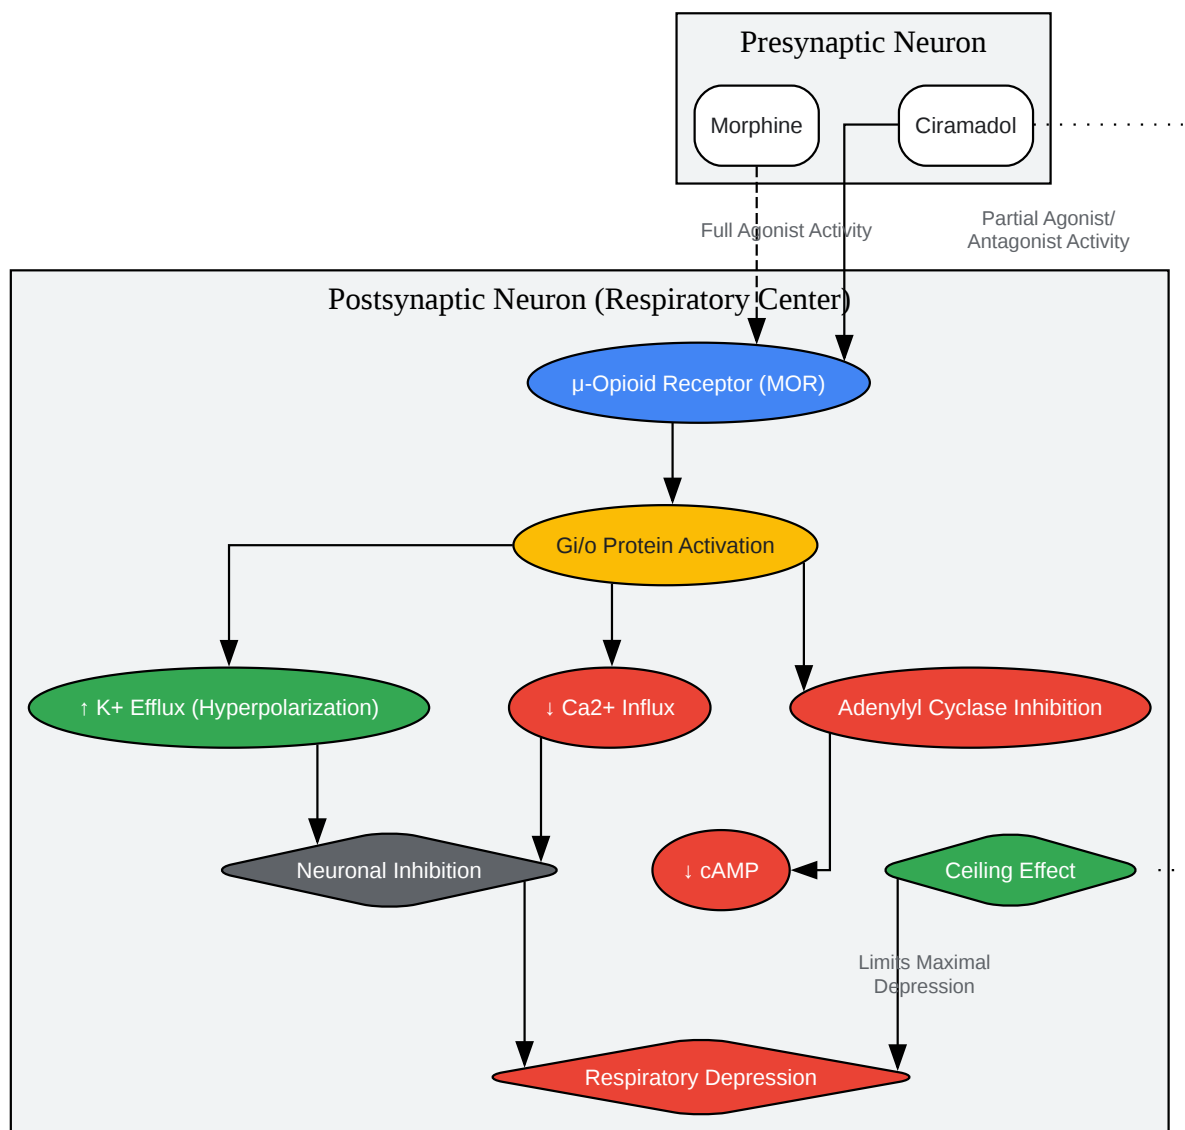 Presynaptic Neuron
Morphine
Ciramadol
Full Agonist Activity
Partial Agonist/
Antagonist Activity
Postsynaptic Neuron (Respiratory Center)
μ-Opioid Receptor (MOR)
Gi/o Protein Activation
↑ K+ Efflux (Hyperpolarization)
↓ Ca2+ Influx
Adenylyl Cyclase Inhibition
Neuronal Inhibition
↓ cAMP
Ceiling Effect
Limits Maximal
Depression
Respiratory Depression